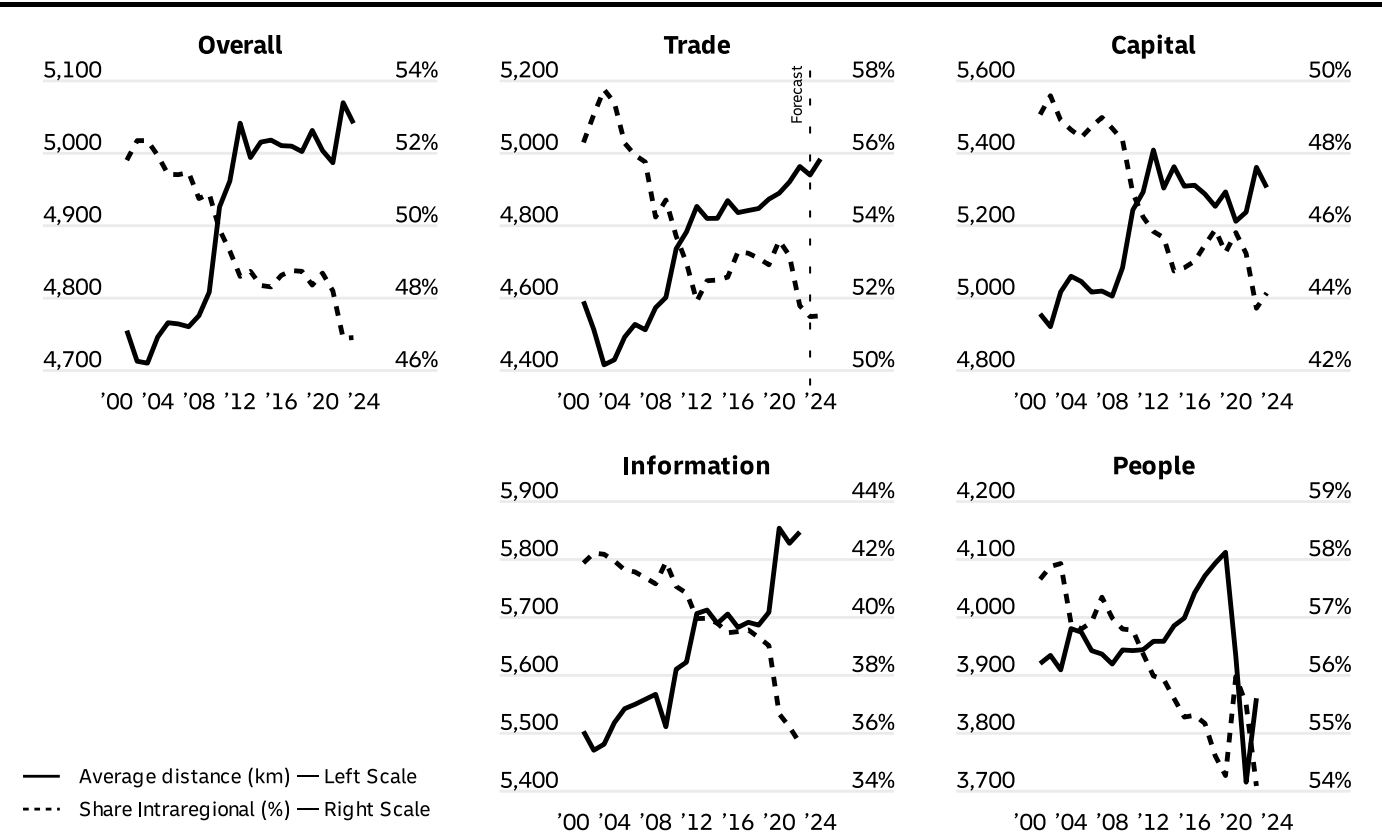 Overall
5,100 54%
5,000 52%
4,900 50%
4,800 48%
4,700 46%
’00 ’04 ’08 ’12 ’16 ’20 ’24
Trade
5,200 58%
Forecast
5,000 56%
4,800 54%
4,600 52%
4,400 50%
’00 ’04 ’08 ’12 ’16 ’20 ’24
Capital
5,600 50%
5,400 48%
5,200 46%
5,000 44%
4,800 42%
’00 ’04 ’08 ’12 ’16 ’20 ’24
Information
5,900 44%
5,800 42%
5,700 40%
5,600 38%
5,500 36%
5,400 34%
’00 ’04 ’08 ’12 ’16 ’20 ’24
People
4,200 59%
4,100 58%
4,000 57%
3,900 56%
3,800 55%
3,700 54%
’00 ’04 ’08 ’12 ’16 ’20 ’24
Average distance (km) — Left Scale
Share Intraregional (%) — Right Scale